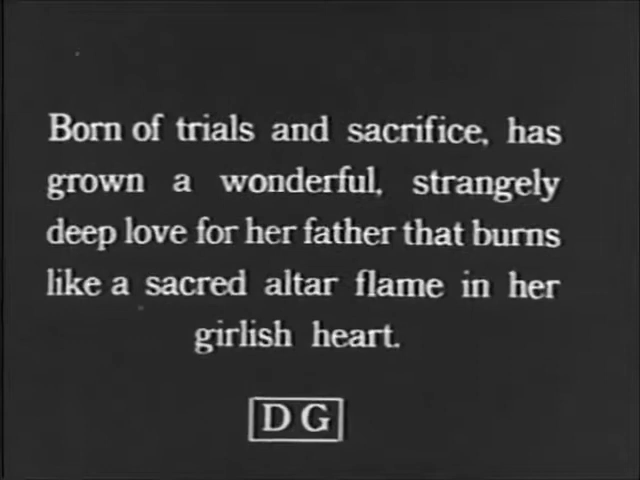 Born of trials and sacrifice, has
grown a wonderful, strangely
deep love for her father that burns
like a sacred altar flame in her
girlish heart.
D G